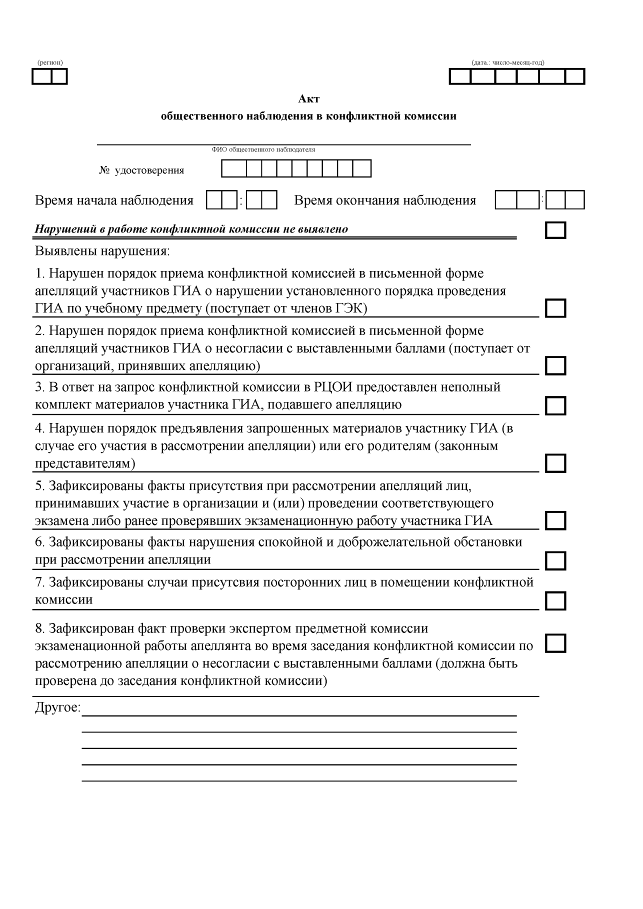 (регион) (дата.: число-месяц-год)
Акт
общественного наблюдения в конфликтной комиссии
ФИО общественного наблюдателя
№ удостоверения
Время начала наблюдения : Время окончания наблюдения :
Нарушений в работе конфликтной комиссии не выявлено
Выявлены нарушения:
1. Нарушен порядок приема конфликтной комиссией в письменной форме
апелляций участников ГИА о нарушении установленного порядка проведения
ГИА по учебному предмету (поступает от членов ГЭК)
2. Нарушен порядок приема конфликтной комиссией в письменной форме
апелляций участников ГИА о несогласии с выставленными баллами (поступает от
организаций, принявших апелляцию)
3. В ответ на запрос конфликтной комиссии в РЦОИ предоставлен неполный
комплект материалов участника ГИА, подавшего апелляцию
4. Нарушен порядок предъявления запрошенных материалов участнику ГИА (в
случае его участия в рассмотрении апелляции) или его родителям (законным
представителям)
5. Зафиксированы факты присутствия при рассмотрении апелляций лиц,
принимавших участие в организации и (или) проведении соответствующего
экзамена либо ранее проверявших экзаменационную работу участника ГИА
6. Зафиксированы факты нарушения спокойной и доброжелательной обстановки
при рассмотрении апелляции
7. Зафиксированы случаи присутсвия посторонних лиц в помещении конфликтной
комиссии
8. Зафиксирован факт проверки экспертом предметной комиссии
экзаменационной работы апеллянта во время заседания конфликтной комиссии по
рассмотрению апелляции о несогласии с выставленными баллами (должна быть
проверена до заседания конфликтной комиссии)
Другое: